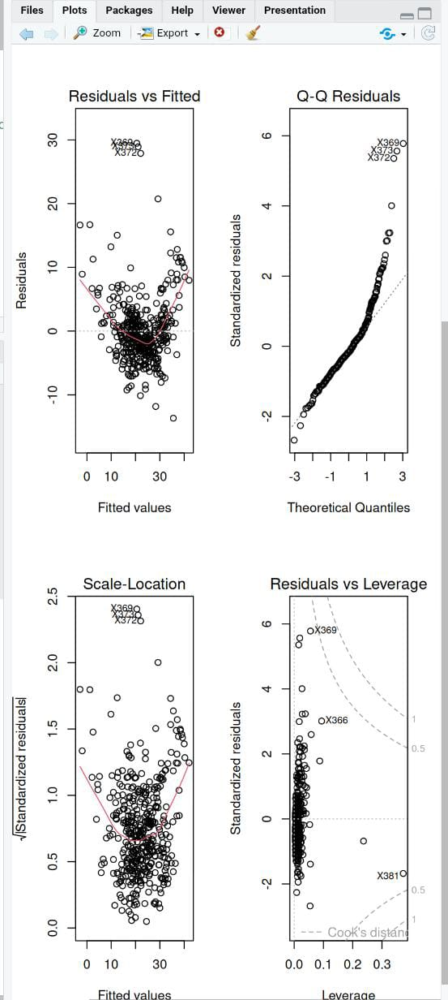 Files Plots Packages Help Viewer Presentation
Zoom Export
Residuals vs Fitted
Residuals
30
20
10
0
-10
X369
X373
X372
0 10 30
Fitted values
Q-Q Residuals
Standardized residuals
6
4
2
0
-2
X369
X373
X372
-3 -1 1 3
Theoretical Quantiles
Scale-Location
√|Standardized residuals|
2.5
2.0
1.5
1.0
0.5
0.0
X369
X373
X372
0 10 30
Fitted values
Residuals vs Leverage
Standardized residuals
6
4
2
0
-2
X369
X366
X381
1
0.5
0.5
1
Cook's distanc
0.0 0.1 0.2 0.3
Leverage